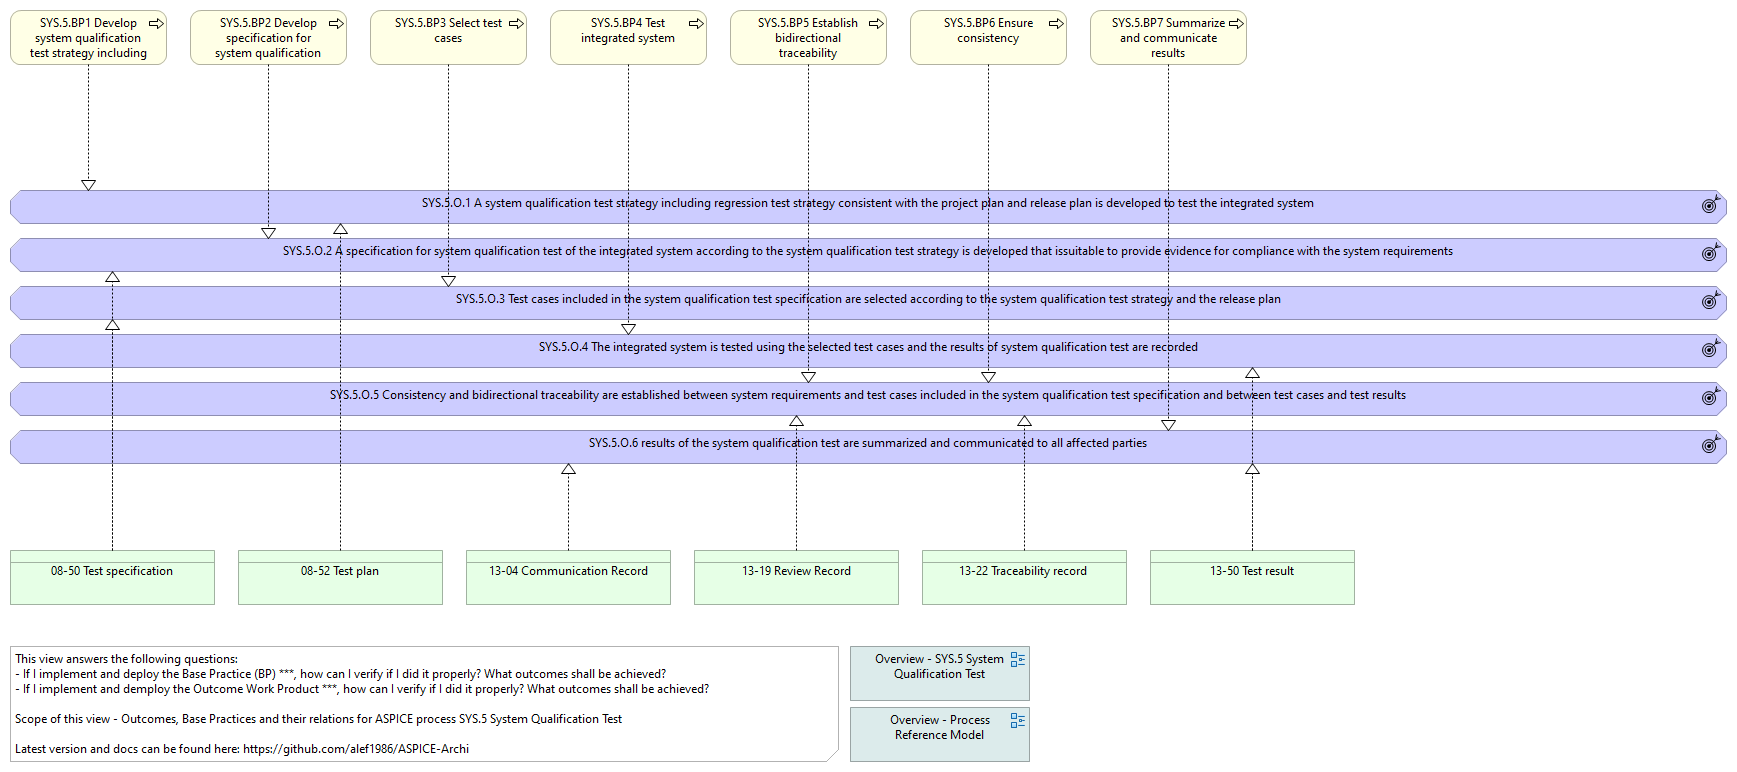 SYS.5.BP1 Develop
system qualification
test strategy including
SYS.5.BP2 Develop
specification for
system qualification
SYS.5.BP3 Select test
cases
SYS.5.BP4 Test
integrated system
SYS.5.BP5 Establish
bidirectional
traceability
SYS.5.BP6 Ensure
consistency
SYS.5.BP7 Summarize
and communicate
results
SYS.5.O.1 A system qualification test strategy including regression test strategy consistent with the project plan and release plan is developed to test the integrated system
SYS.5.O.2 A specification for system qualification test of the integrated system according to the system qualification test strategy is developed that issuitable to provide evidence for compliance with the system requirements
SYS.5.O.3 Test cases included in the system qualification test specification are selected according to the system qualification test strategy and the release plan
SYS.5.O.4 The integrated system is tested using the selected test cases and the results of system qualification test are recorded
SYS.5.O.5 Consistency and bidirectional traceability are established between system requirements and test cases included in the system qualification test specification and between test cases and test results
SYS.5.O.6 results of the system qualification test are summarized and communicated to all affected parties
08-50 Test specification
08-52 Test plan
13-04 Communication Record
13-19 Review Record
13-22 Traceability record
13-50 Test result
This view answers the following questions:
- If I implement and deploy the Base Practice (BP) ***, how can I verify if I did it properly? What outcomes shall be achieved?
- If I implement and demploy the Outcome Work Product ***, how can I verify if I did it properly? What outcomes shall be achieved?
Scope of this view - Outcomes, Base Practices and their relations for ASPICE process SYS.5 System Qualification Test
Latest version and docs can be found here: https://github.com/alef1986/ASPICE-Archi
Overview - SYS.5 System
Qualification Test
Overview - Process
Reference Model